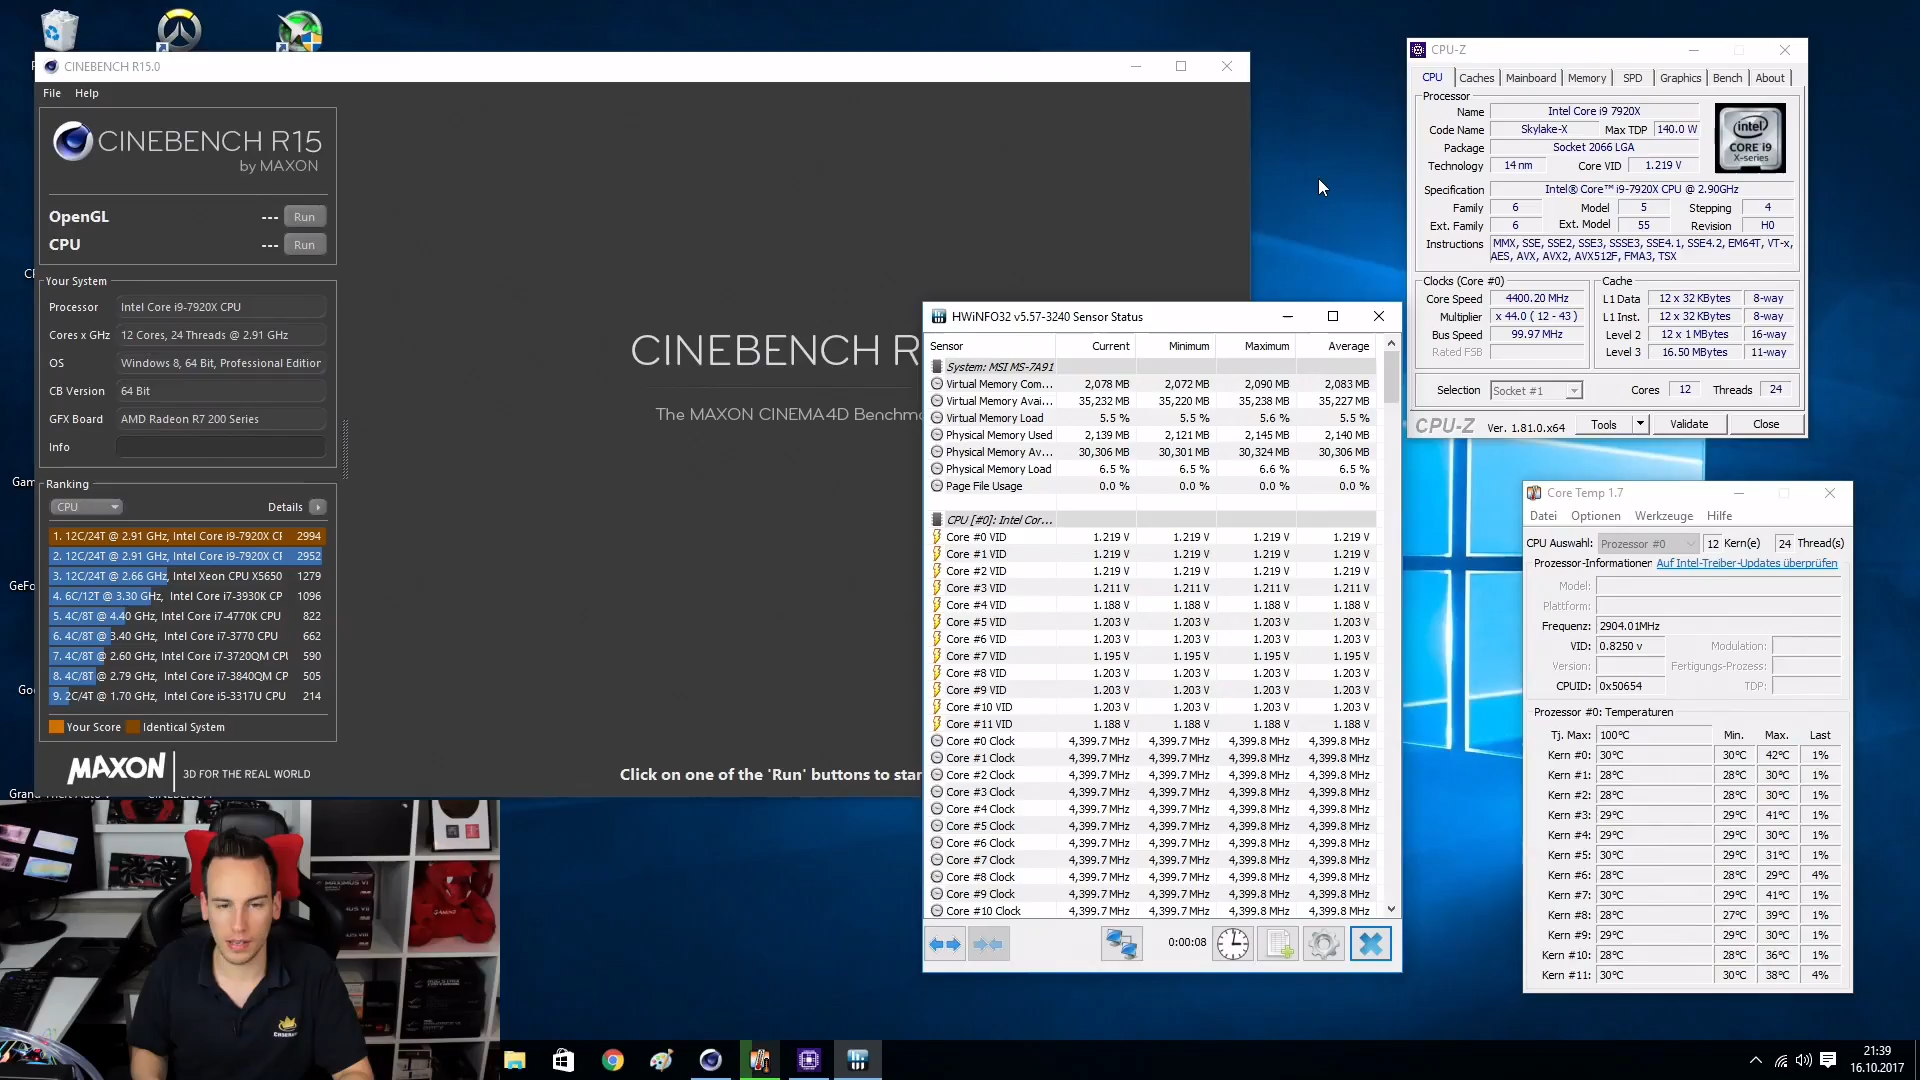 CINEBENCH R15.0
File Help
CINEBENCH R15
by MAXON
OpenGL --- Run
CPU --- Run
Your System
Processor Intel Core i9-7920X CPU
Cores x GHz 12 Cores, 24 Threads @ 2.91 GHz
OS Windows 8, 64 Bit, Professional Edition
CB Version 64 Bit
GFX Board AMD Radeon R7 200 Series
Info
Ranking
CPU Details
1. 12C/24T @ 2.91 GHz, Intel Core i9-7920X CF 2994
2. 12C/24T @ 2.91 GHz, Intel Core i9-7920X CF 2952
3. 12C/24T @ 2.66 GHz, Intel Xeon CPU X5650 1279
4. 6C/12T @ 3.30 GHz, Intel Core i7-3930K CP 1096
5. 4C/8T @ 4.40 GHz, Intel Core i7-4770K CPU 822
6. 4C/8T @ 3.40 GHz, Intel Core i7-3770 CPU 662
7. 4C/8T @ 2.60 GHz, Intel Core i7-3720QM CPU 590
8. 4C/8T @ 2.79 GHz, Intel Core i7-3840QM CP 505
9. 2C/4T @ 1.70 GHz, Intel Core i5-3317U CPU 214
Your Score Identical System
MAXON 3D FOR THE REAL WORLD
CINEBENCH R
The MAXON CINEMA4D Benchm
Click on one of the 'Run' buttons to star
HWiNFO32 v5.57-3240 Sensor Status
Sensor Current Minimum Maximum Average
System: MSI MS-7A91
Virtual Memory Com... 2,078 MB 2,072 MB 2,090 MB 2,083 MB
Virtual Memory Avai... 35,232 MB 35,220 MB 35,238 MB 35,227 MB
Virtual Memory Load 5.5 % 5.5 % 5.6 % 5.5 %
Physical Memory Used 2,139 MB 2,121 MB 2,145 MB 2,140 MB
Physical Memory Av... 30,306 MB 30,301 MB 30,324 MB 30,306 MB
Physical Memory Load 6.5 % 6.5 % 6.6 % 6.5 %
Page File Usage 0.0 % 0.0 % 0.0 % 0.0 %
CPU [#0]: Intel Cor...
Core #0 VID 1.219 V 1.219 V 1.219 V 1.219 V
Core #1 VID 1.219 V 1.219 V 1.219 V 1.219 V
Core #2 VID 1.219 V 1.219 V 1.219 V 1.219 V
Core #3 VID 1.211 V 1.211 V 1.211 V 1.211 V
Core #4 VID 1.188 V 1.188 V 1.188 V 1.188 V
Core #5 VID 1.203 V 1.203 V 1.203 V 1.203 V
Core #6 VID 1.203 V 1.203 V 1.203 V 1.203 V
Core #7 VID 1.195 V 1.195 V 1.195 V 1.195 V
Core #8 VID 1.203 V 1.203 V 1.203 V 1.203 V
Core #9 VID 1.203 V 1.203 V 1.203 V 1.203 V
Core #10 VID 1.203 V 1.203 V 1.203 V 1.203 V
Core #11 VID 1.188 V 1.188 V 1.188 V 1.188 V
Core #0 Clock 4,399.7 MHz 4,399.7 MHz 4,399.8 MHz 4,399.8 MHz
Core #1 Clock 4,399.7 MHz 4,399.7 MHz 4,399.8 MHz 4,399.8 MHz
Core #2 Clock 4,399.7 MHz 4,399.7 MHz 4,399.8 MHz 4,399.8 MHz
Core #3 Clock 4,399.7 MHz 4,399.7 MHz 4,399.8 MHz 4,399.8 MHz
Core #4 Clock 4,399.7 MHz 4,399.7 MHz 4,399.8 MHz 4,399.8 MHz
Core #5 Clock 4,399.7 MHz 4,399.7 MHz 4,399.8 MHz 4,399.8 MHz
Core #6 Clock 4,399.7 MHz 4,399.7 MHz 4,399.8 MHz 4,399.8 MHz
Core #7 Clock 4,399.7 MHz 4,399.7 MHz 4,399.8 MHz 4,399.8 MHz
Core #8 Clock 4,399.7 MHz 4,399.7 MHz 4,399.8 MHz 4,399.8 MHz
Core #9 Clock 4,399.7 MHz 4,399.7 MHz 4,399.8 MHz 4,399.8 MHz
Core #10 Clock 4,399.7 MHz 4,399.7 MHz 4,399.8 MHz 4,399.8 MHz
0:00:08
CPU-Z
CPU Caches Mainboard Memory SPD Graphics Bench About
Processor
Name Intel Core i9 7920X
Code Name Skylake-X Max TDP 140.0 W
Package Socket 2066 LGA
Technology 14 nm Core VID 1.219 V
intel
CORE i9
X-series
Specification Intel® Core™ i9-7920X CPU @ 2.90GHz
Family 6 Model 5 Stepping 4
Ext. Family 6 Ext. Model 55 Revision H0
Instructions MMX, SSE, SSE2, SSE3, SSSE3, SSE4.1, SSE4.2, EM64T, VT-x,
AES, AVX, AVX2, AVX512F, FMA3, TSX
Clocks (Core #0) Cache
Core Speed 4400.20 MHz L1 Data 12 x 32 KBytes 8-way
Multiplier x 44.0 ( 12 - 43 ) L1 Inst. 12 x 32 KBytes 8-way
Bus Speed 99.97 MHz Level 2 12 x 1 MBytes 16-way
Rated FSB Level 3 16.50 MBytes 11-way
Selection Socket #1 Cores 12 Threads 24
CPU-Z Ver. 1.81.0.x64 Tools Validate Close
Core Temp 1.7
Datei Optionen Werkzeuge Hilfe
CPU Auswahl: Prozessor #0 12 Kern(e) 24 Thread(s)
Prozessor-Informationen Auf Intel-Treiber-Updates überprüfen
Model:
Plattform:
Frequenz: 2904.01MHz
VID: 0.8250 v Modulation:
Version: Fertigungs-Prozess:
CPUID: 0x50654 TDP:
Prozessor #0: Temperaturen
Tj. Max: 100°C Min. Max. Last
Kern #0: 30°C 30°C 42°C 1%
Kern #1: 28°C 28°C 30°C 1%
Kern #2: 28°C 28°C 30°C 1%
Kern #3: 29°C 29°C 41°C 1%
Kern #4: 29°C 29°C 30°C 1%
Kern #5: 30°C 29°C 31°C 1%
Kern #6: 28°C 28°C 29°C 4%
Kern #7: 30°C 29°C 41°C 1%
Kern #8: 28°C 27°C 39°C 1%
Kern #9: 29°C 29°C 30°C 1%
Kern #10: 28°C 28°C 36°C 1%
Kern #11: 30°C 30°C 38°C 4%
Gam
GeFo
Goo
21:39
16.10.2017